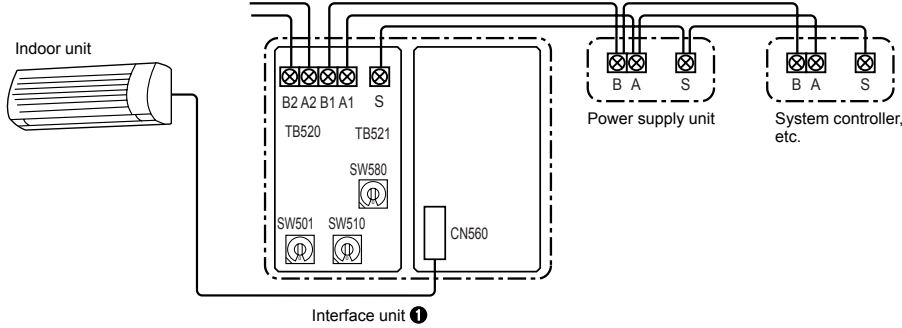 Indoor unit
B2 A2 B1 A1 S
TB520 TB521
SW580
SW501 SW510
CN560
Interface unit ❶
B A S
Power supply unit
B A S
System controller,
etc.